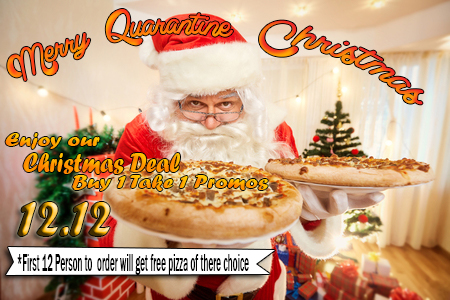 Merry Quarantine Christmas
Enjoy our
Christmas Deal
Buy 1 Take 1 Promos
12.12
*First 12 Person to order will get free pizza of there choice